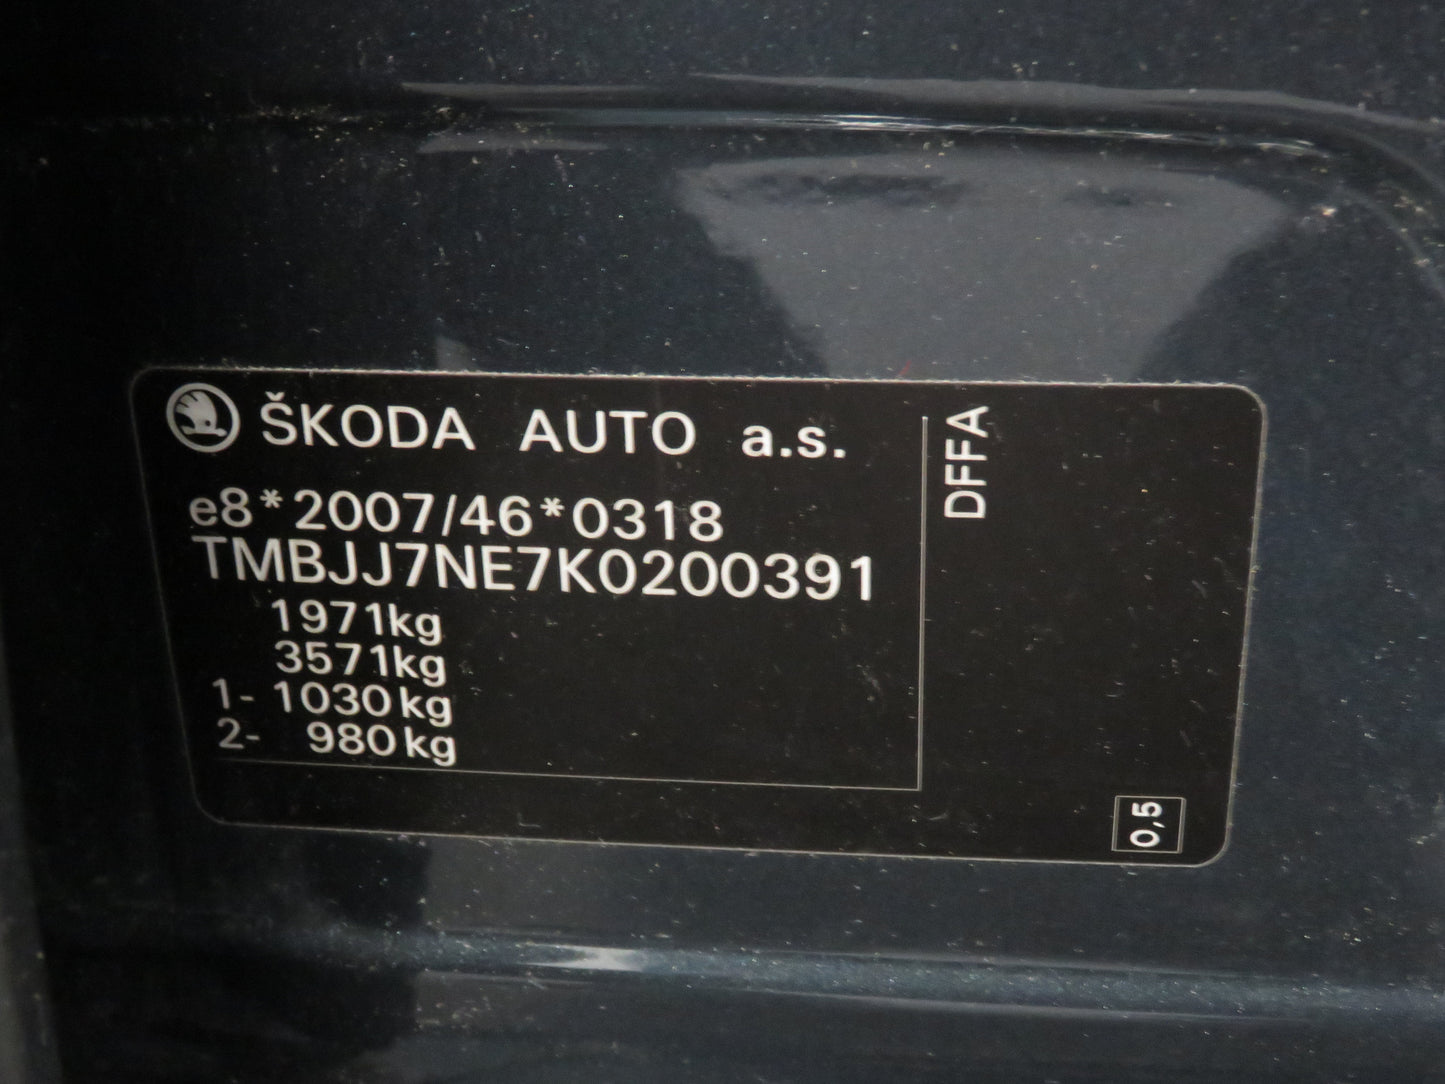 ŠKODA AUTO a.s.
e8*2007/46*0318
TMBJJ7NE7K0200391
1971kg
3571kg
1- 1030kg
2- 980kg
DFFA
0,5